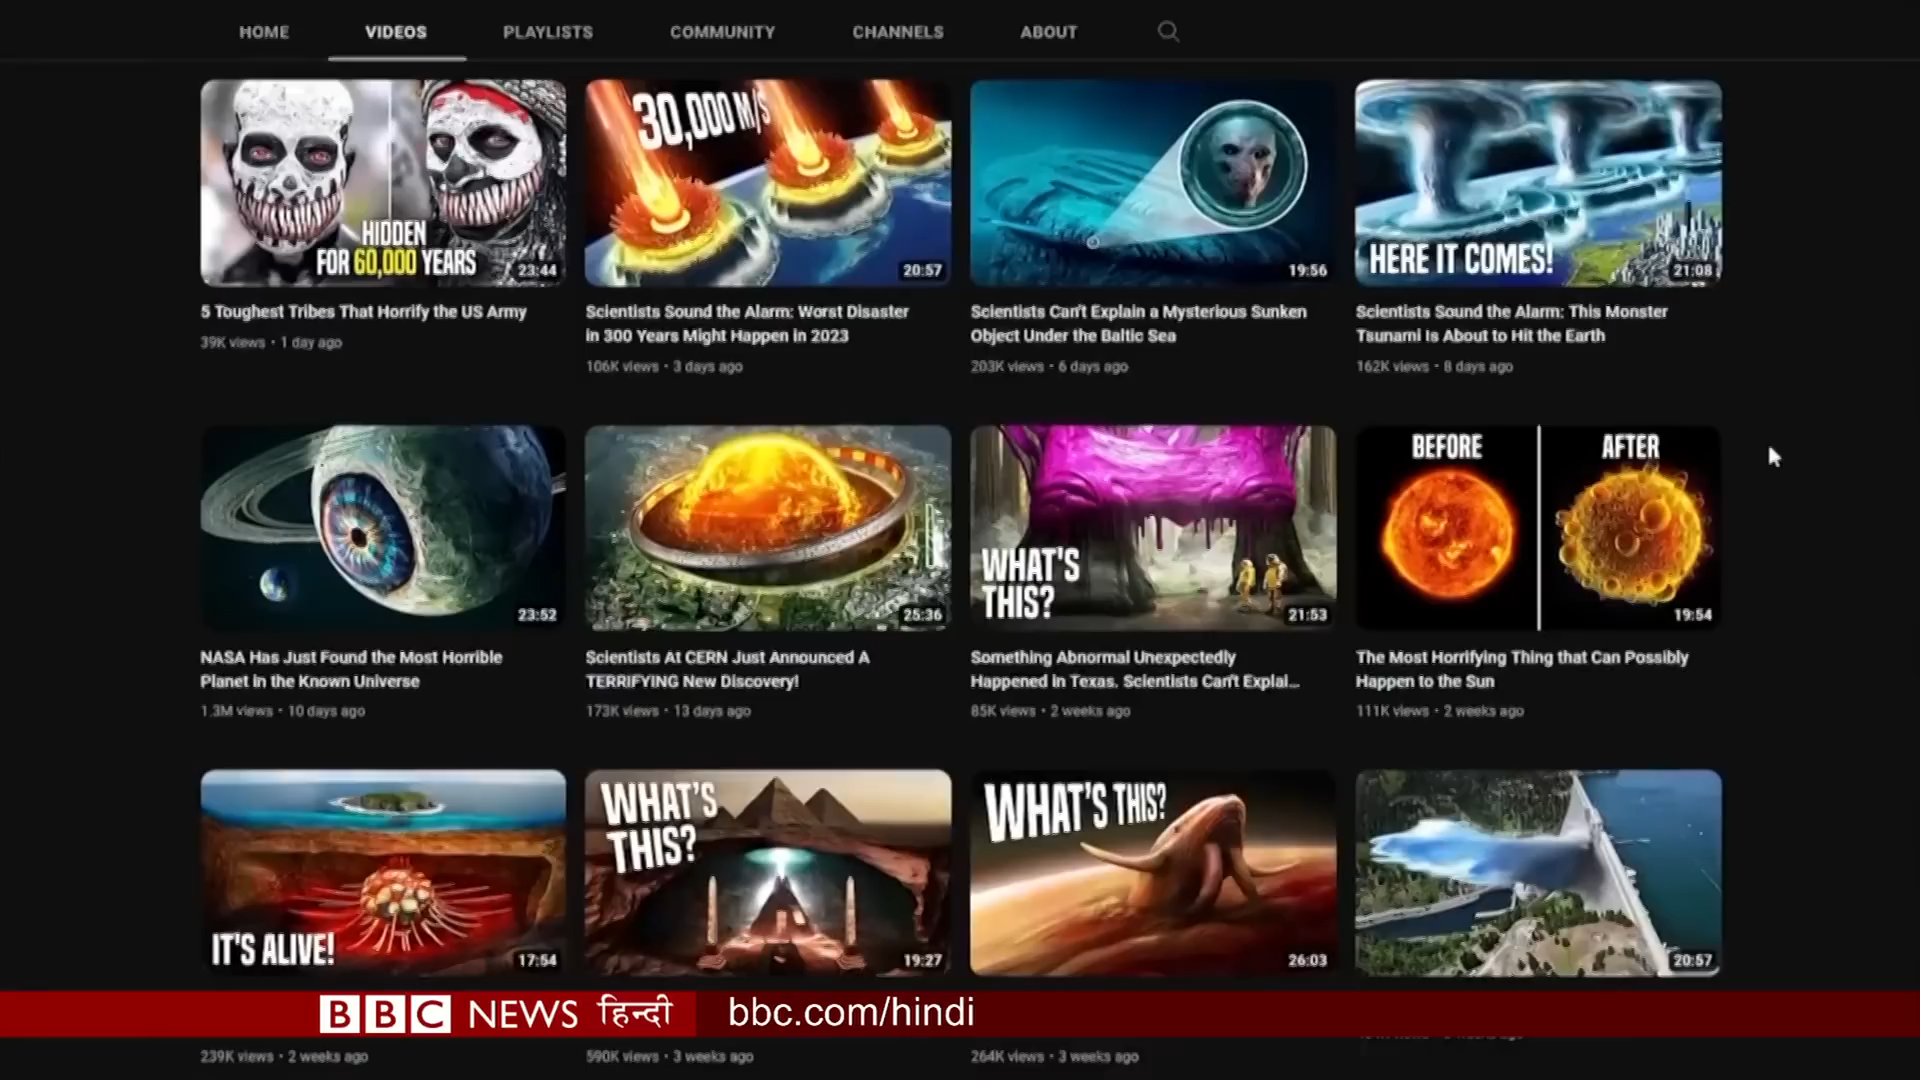 HOME VIDEOS PLAYLISTS COMMUNITY CHANNELS ABOUT
HIDDEN
FOR 60,000 YEARS
23:44
5 Toughest Tribes That Horrify the US Army
39K views • 1 day ago
30,000 M/S
20:57
Scientists Sound the Alarm: Worst Disaster
in 300 Years Might Happen in 2023
106K views • 3 days ago
19:56
Scientists Can't Explain a Mysterious Sunken
Object Under the Baltic Sea
203K views • 6 days ago
HERE IT COMES!
21:08
Scientists Sound the Alarm: This Monster
Tsunami Is About to Hit the Earth
162K views • 8 days ago
23:52
NASA Has Just Found the Most Horrible
Planet in the Known Universe
1.3M views • 10 days ago
25:36
Scientists At CERN Just Announced A
TERRIFYING New Discovery!
173K views • 13 days ago
WHAT'S
THIS?
21:53
Something Abnormal Unexpectedly
Happened in Texas. Scientists Can't Explai...
85K views • 2 weeks ago
BEFORE AFTER
19:54
The Most Horrifying Thing that Can Possibly
Happen to the Sun
111K views • 2 weeks ago
IT'S ALIVE!
17:54
WHAT'S
THIS?
19:27
WHAT'S THIS?
26:03
20:57
BBC NEWS हिन्दी bbc.com/hindi
239K views • 2 weeks ago
590K views • 3 weeks ago
264K views • 3 weeks ago